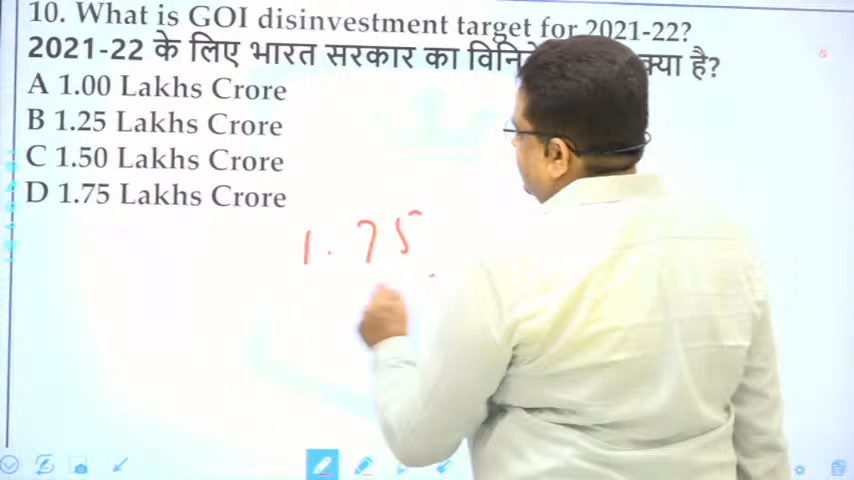 10. What is GOI disinvestment target for 2021-22?
2021-22 के लिए भारत सरकार का क्या है?
A 1.00 Lakhs Crore
B 1.25 Lakhs Crore
C 1.50 Lakhs Crore
D 1.75 Lakhs Crore
1.75